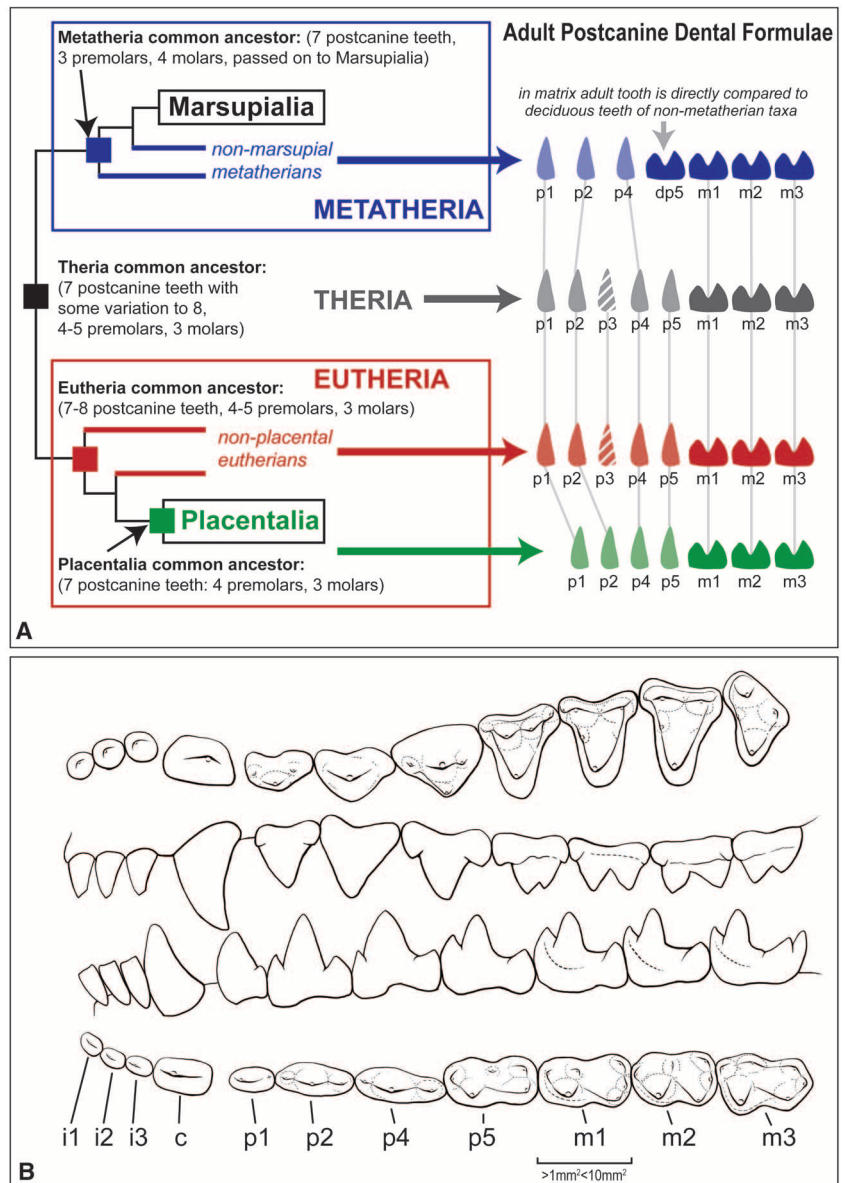 Metatheria common ancestor: (7 postcanine teeth,
3 premolars, 4 molars, passed on to Marsupialia)
Adult Postcanine Dental Formulae
in matrix adult tooth is directly compared to
deciduous teeth of non-metatherian taxa
Marsupialia
non-marsupial
metatherians
METATHERIA
p1 p2 p4 dp5 m1 m2 m3
Theria common ancestor:
(7 postcanine teeth with
some variation to 8,
4-5 premolars, 3 molars)
THERIA
p1 p2 p3 p4 p5 m1 m2 m3
EUTHERIA
Eutheria common ancestor:
(7-8 postcanine teeth, 4-5 premolars, 3 molars)
non-placental
eutherians
p1 p2 p3 p4 p5 m1 m2 m3
Placentalia
Placentalia common ancestor:
(7 postcanine teeth: 4 premolars, 3 molars)
p1 p2 p4 p5 m1 m2 m3
A
i1 i2 i3 c p1 p2 p4 p5 m1 m2 m3
>1mm²<10mm²
B